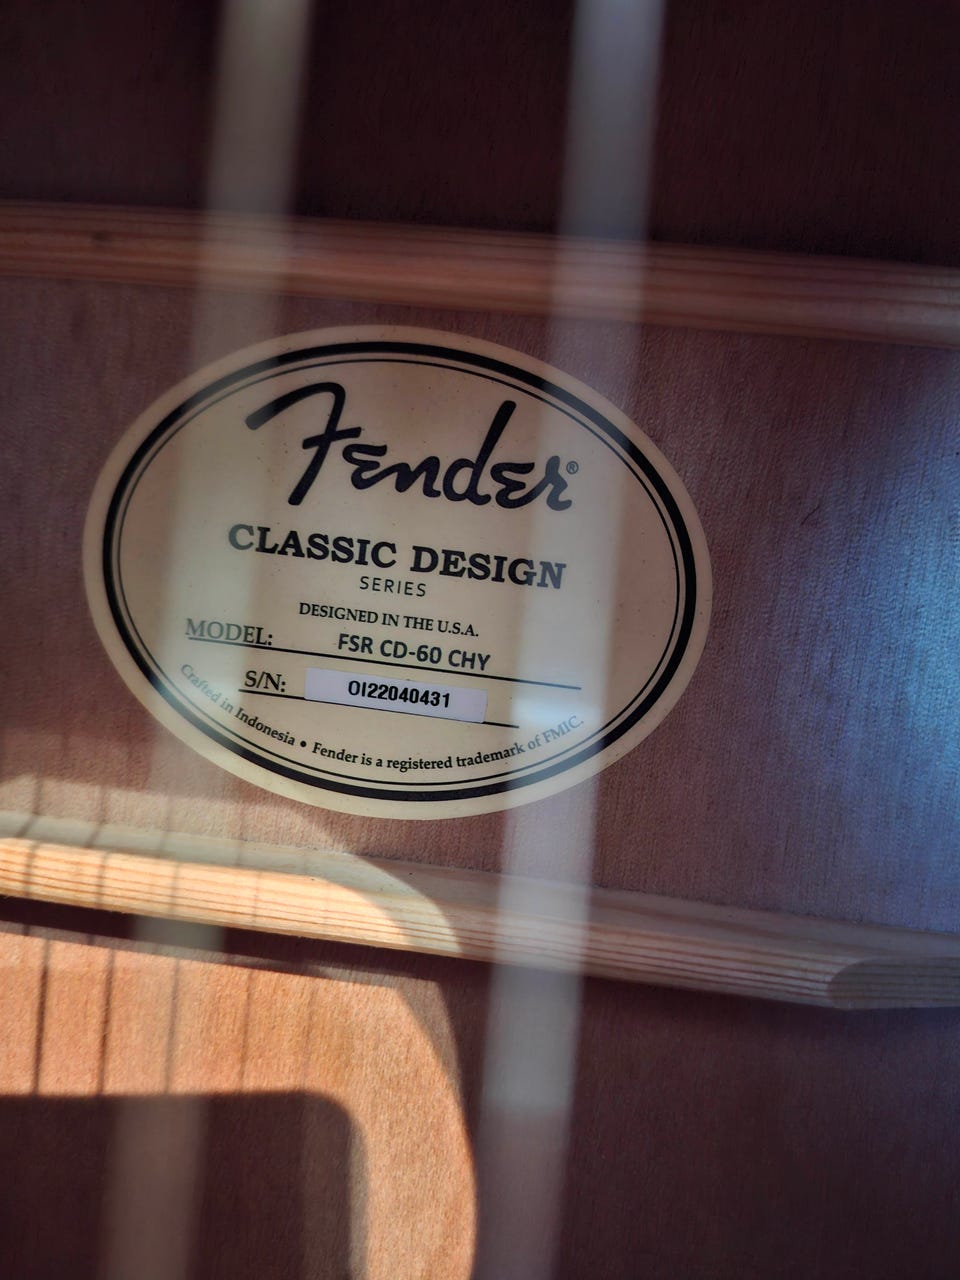 Fender®
CLASSIC DESIGN
SERIES
DESIGNED IN THE U.S.A.
MODEL: FSR CD-60 CHY
S/N: OI22040431
Crafted in Indonesia • Fender is a registered trademark of FMIC.